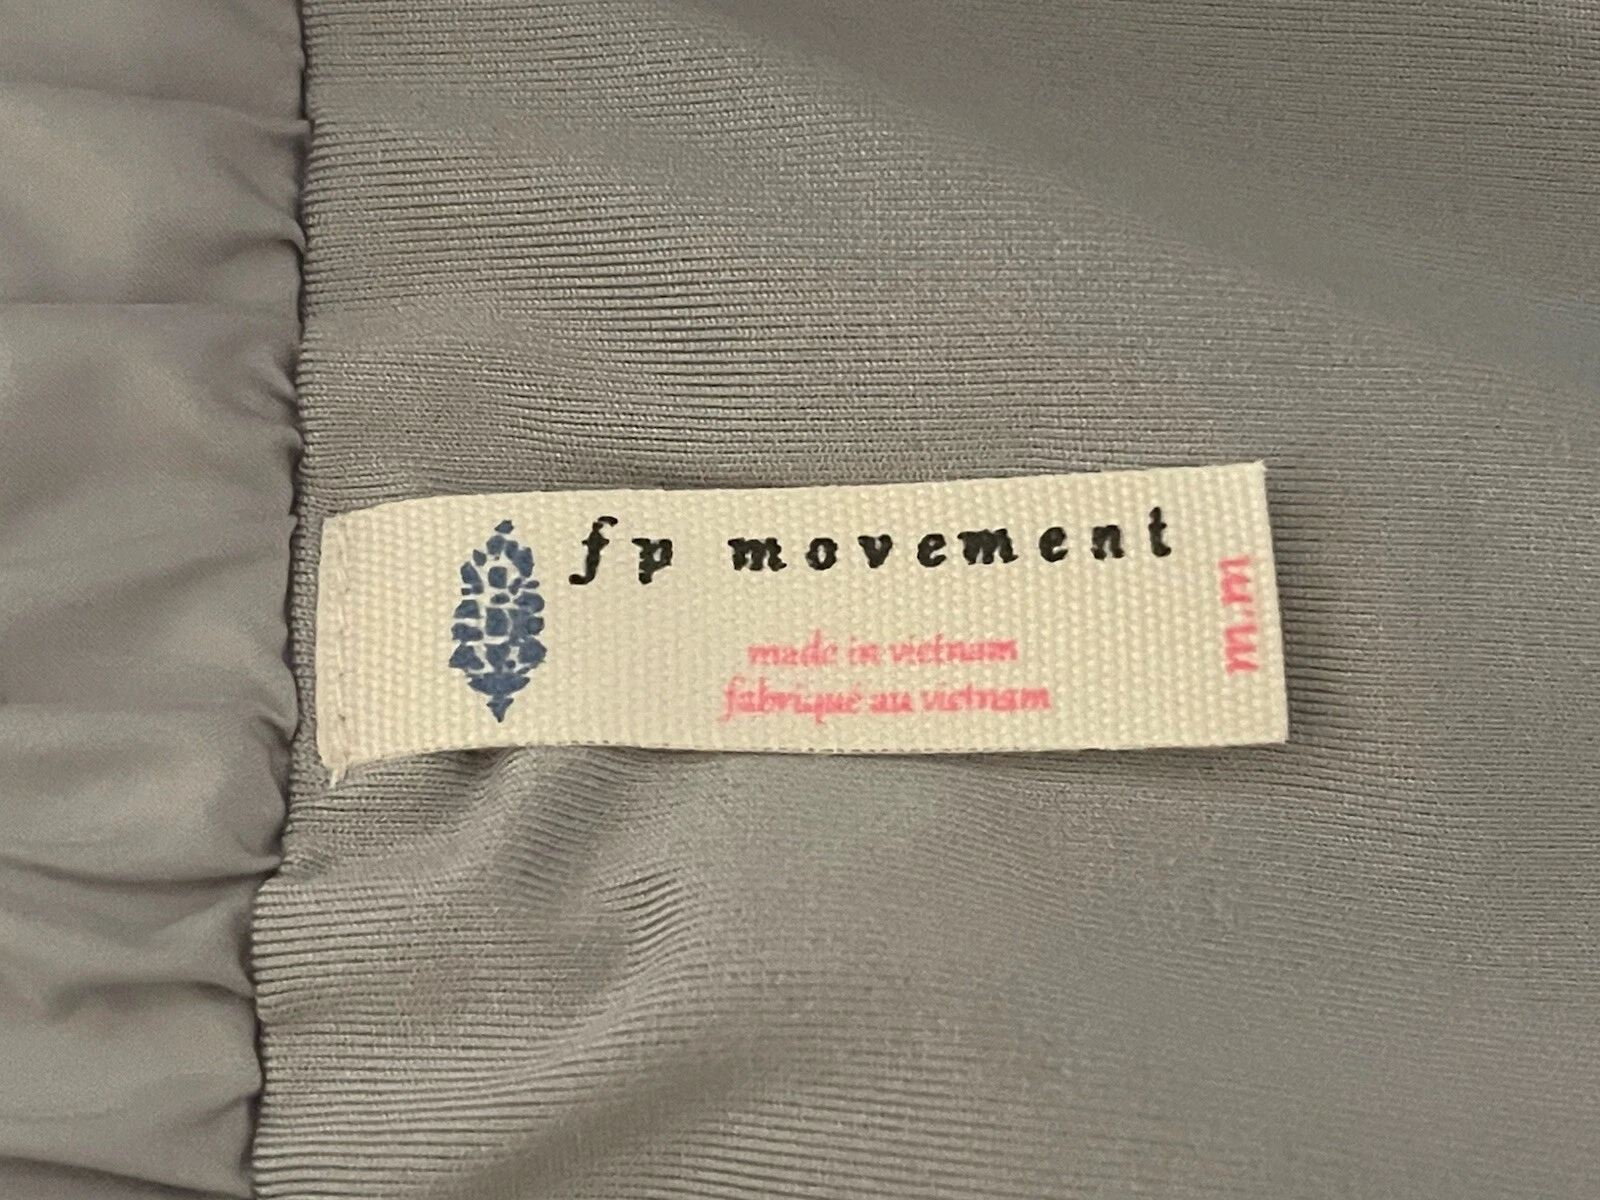 fp movement
made in vietnam
fabriqué au vietnam
m.m